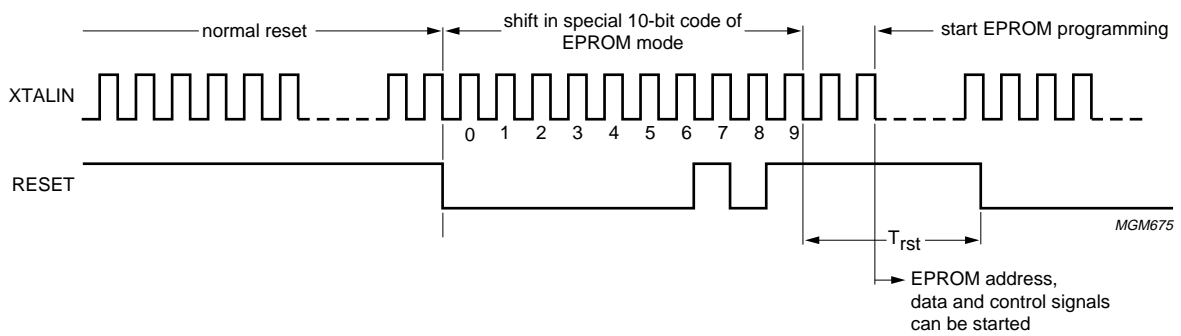 normal reset
shift in special 10-bit code of
EPROM mode
start EPROM programming
XTALIN
0 1 2 3 4 5 6 7 8 9
RESET
MGM675
Trst
EPROM address,
data and control signals
can be started